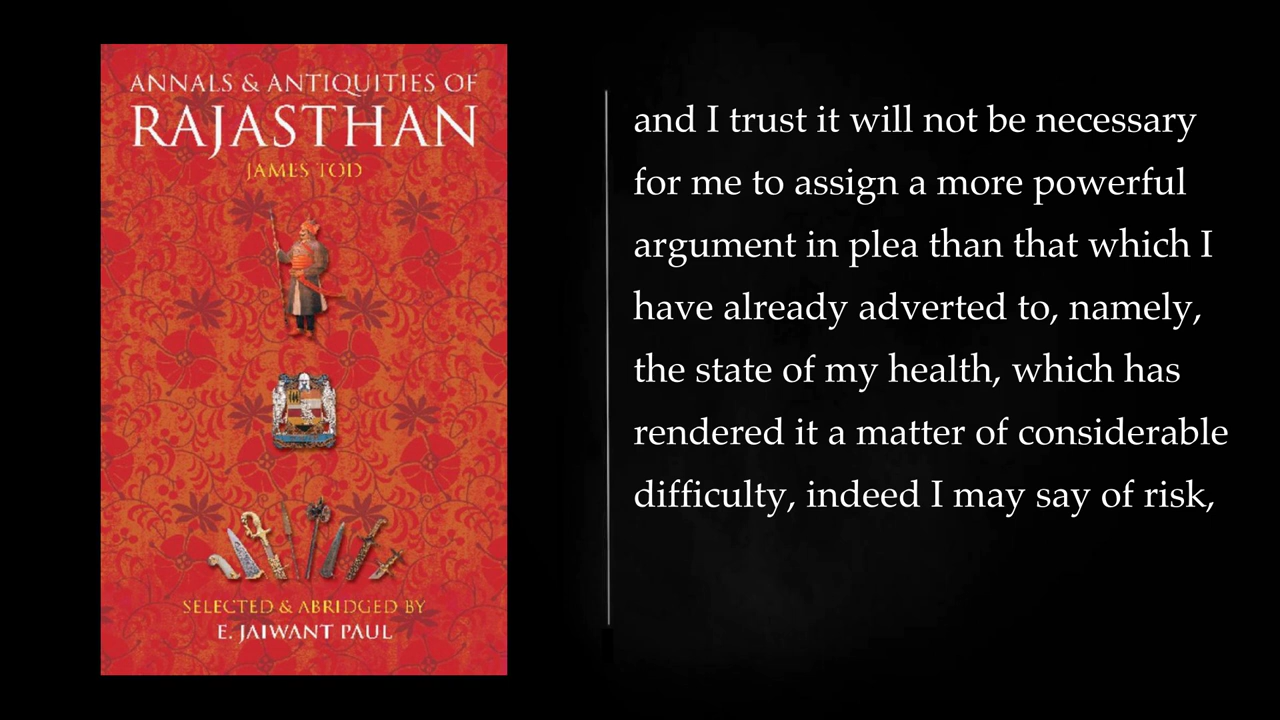 ANNALS & ANTIQUITIES OF
RAJASTHAN
JAMES TOD
SELECTED & ABRIDGED BY
E. JAIWANT PAUL
and I trust it will not be necessary
for me to assign a more powerful
argument in plea than that which I
have already adverted to, namely,
the state of my health, which has
rendered it a matter of considerable
difficulty, indeed I may say of risk,